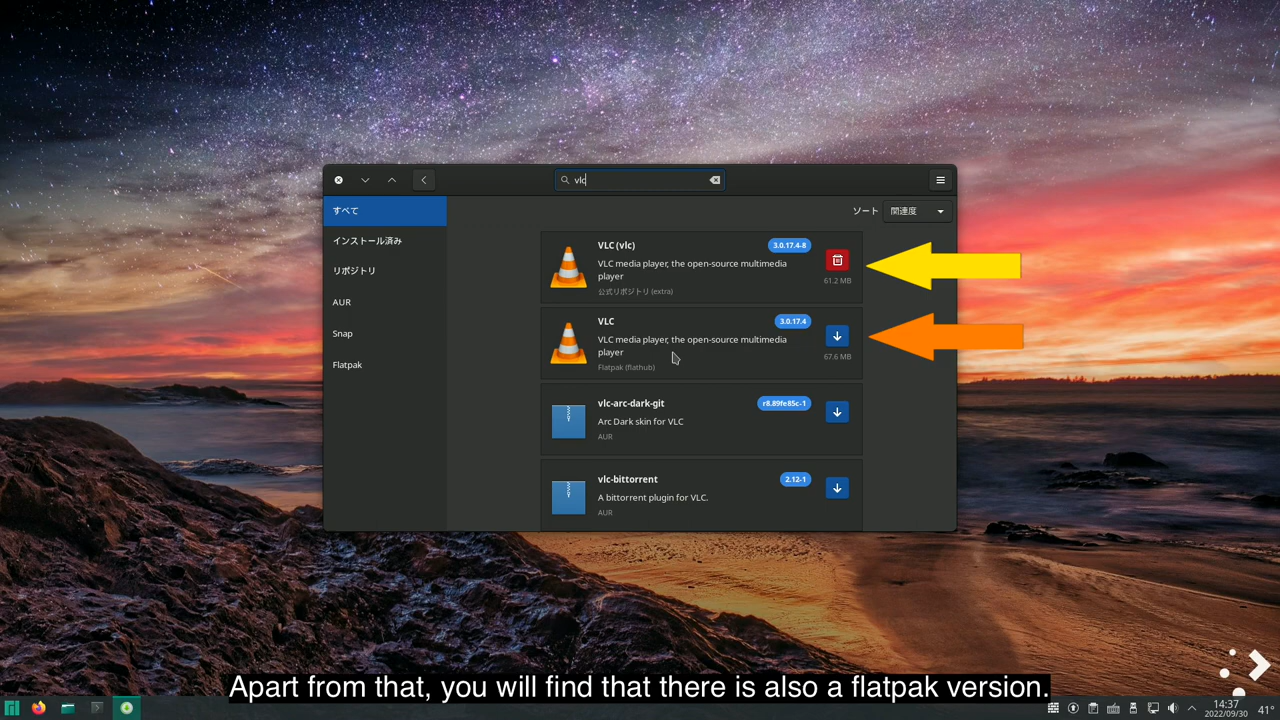 vlc
すべて
インストール済み
リポジトリ
AUR
Snap
Flatpak
ソート
関連度
VLC (vlc)
3.0.17.4-8
VLC media player, the open-source multimedia
player
公式リポジトリ (extra)
61.2 MB
VLC
3.0.17.4
VLC media player, the open-source multimedia
player
Flatpak (flathub)
67.6 MB
vlc-arc-dark-git
r8.89fe85c-1
Arc Dark skin for VLC
AUR
vlc-bittorrent
2.12-1
A bittorrent plugin for VLC.
AUR
Apart from that, you will find that there is also a flatpak version.
14:37
2022/09/30
41°